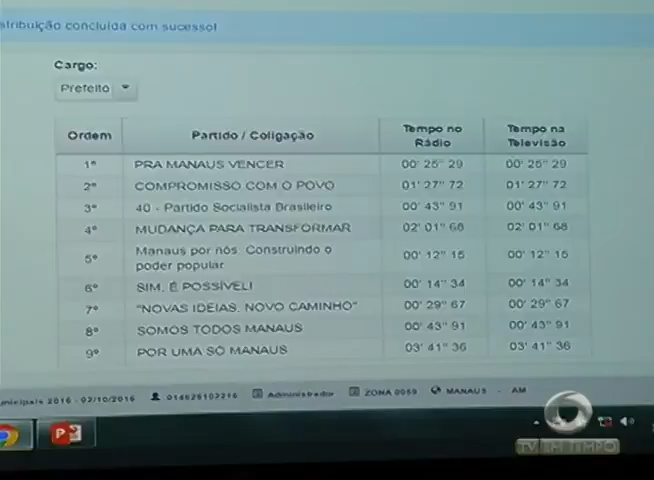 stribuição concluída com sucesso!
Cargo:
Prefeito
Ordem Partido / Coligação Tempo no Rádio Tempo na Televisão
1º PRA MANAUS VENCER 00' 25" 29 00' 25" 29
2º COMPROMISSO COM O POVO 01' 27" 72 01' 27" 72
3º 40 - Partido Socialista Brasileiro 00' 43" 91 00' 43" 91
4º MUDANÇA PARA TRANSFORMAR 02' 01" 68 02' 01" 68
5º Manaus por nós: Construindo o 00' 12" 15 00' 12" 15
poder popular
6º SIM, É POSSÍVEL! 00' 14" 34 00' 14" 34
7º "NOVAS IDEIAS, NOVO CAMINHO" 00' 29" 67 00' 29" 67
8º SOMOS TODOS MANAUS 00' 43" 91 00' 43" 91
9º POR UMA SÓ MANAUS 03' 41" 36 03' 41" 36
unicipais 2016 - 02/10/2016 014626102216 Administrador ZONA 0059 MANAUS - AM
TV EM TEMPO